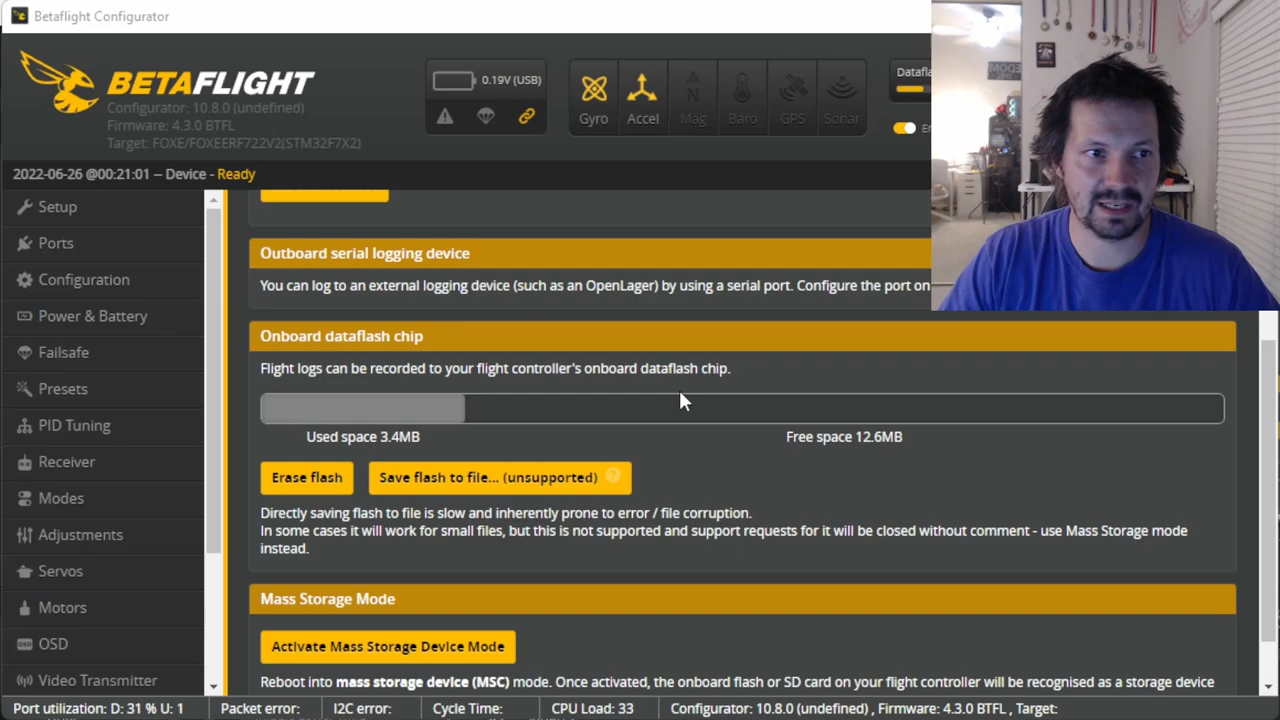 Betaflight Configurator
BETAFLIGHT
Configurator: 10.8.0 (undefined)
Firmware: 4.3.0 BTFL
Target: FOXE/FOXEERF722V2(STM32F7X2)
0.19V (USB)
Gyro
Accel
Mag
Baro
GPS
Sonar
Datafla
En
2022-06-26 @00:21:01 -- Device - Ready
Setup
Ports
Configuration
Power & Battery
Failsafe
Presets
PID Tuning
Receiver
Modes
Adjustments
Servos
Motors
OSD
Video Transmitter
Outboard serial logging device
You can log to an external logging device (such as an OpenLager) by using a serial port. Configure the port on
Onboard dataflash chip
Flight logs can be recorded to your flight controller's onboard dataflash chip.
Used space 3.4MB
Free space 12.6MB
Erase flash
Save flash to file... (unsupported) ?
Directly saving flash to file is slow and inherently prone to error / file corruption.
In some cases it will work for small files, but this is not supported and support requests for it will be closed without comment - use Mass Storage mode
instead.
Mass Storage Mode
Activate Mass Storage Device Mode
Reboot into mass storage device (MSC) mode. Once activated, the onboard flash or SD card on your flight controller will be recognised as a storage device
Port utilization: D: 31 % U: 1
Packet error:
I2C error:
Cycle Time:
CPU Load: 33
Configurator: 10.8.0 (undefined) , Firmware: 4.3.0 BTFL , Target: